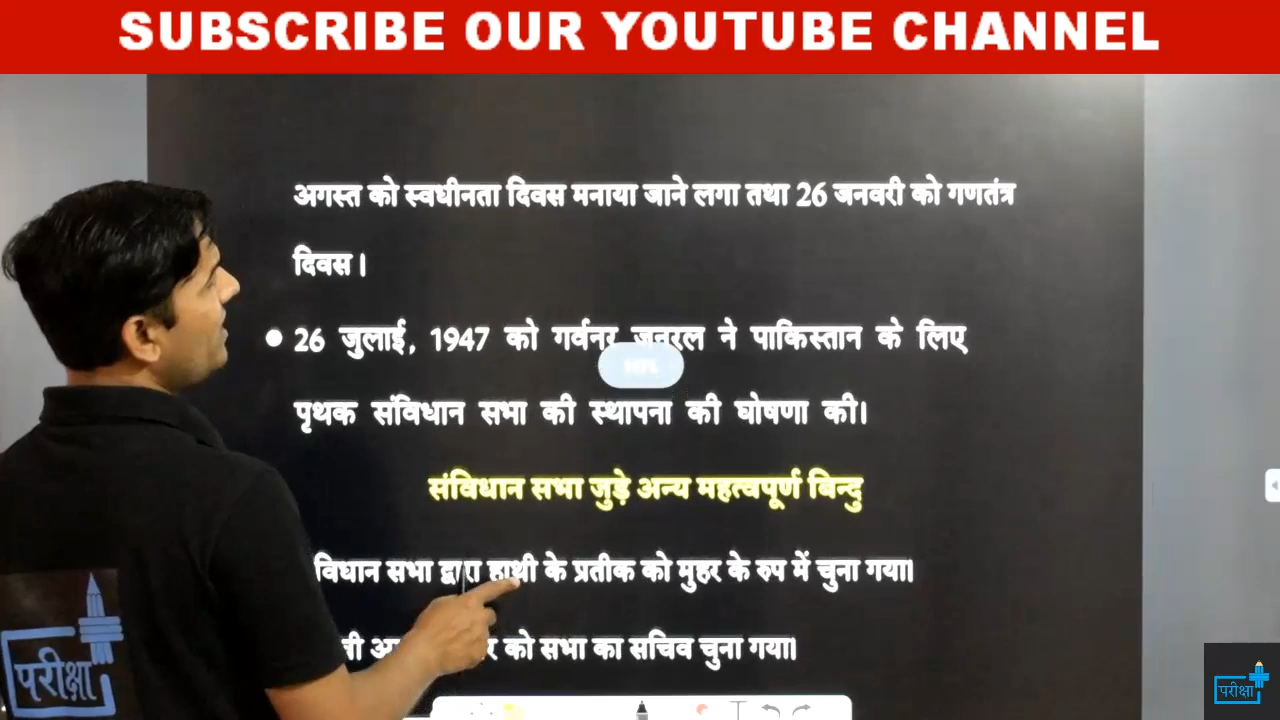 SUBSCRIBE OUR YOUTUBE CHANNEL
अगस्त को स्वधीनता दिवस मनाया जाने लगा तथा 26 जनवरी को गणतंत्र
दिवस।
● 26 जुलाई, 1947 को गर्वनर जनरल ने पाकिस्तान के लिए
पृथक संविधान सभा की स्थापना की घोषणा की।
संविधान सभा जुड़े अन्य महत्वपूर्ण बिन्दु
विधान सभा द्वारा हाथी के प्रतीक को मुहर के रुप में चुना गया।
को सभा का सचिव चुना गया।
परीक्षा
परीक्षा